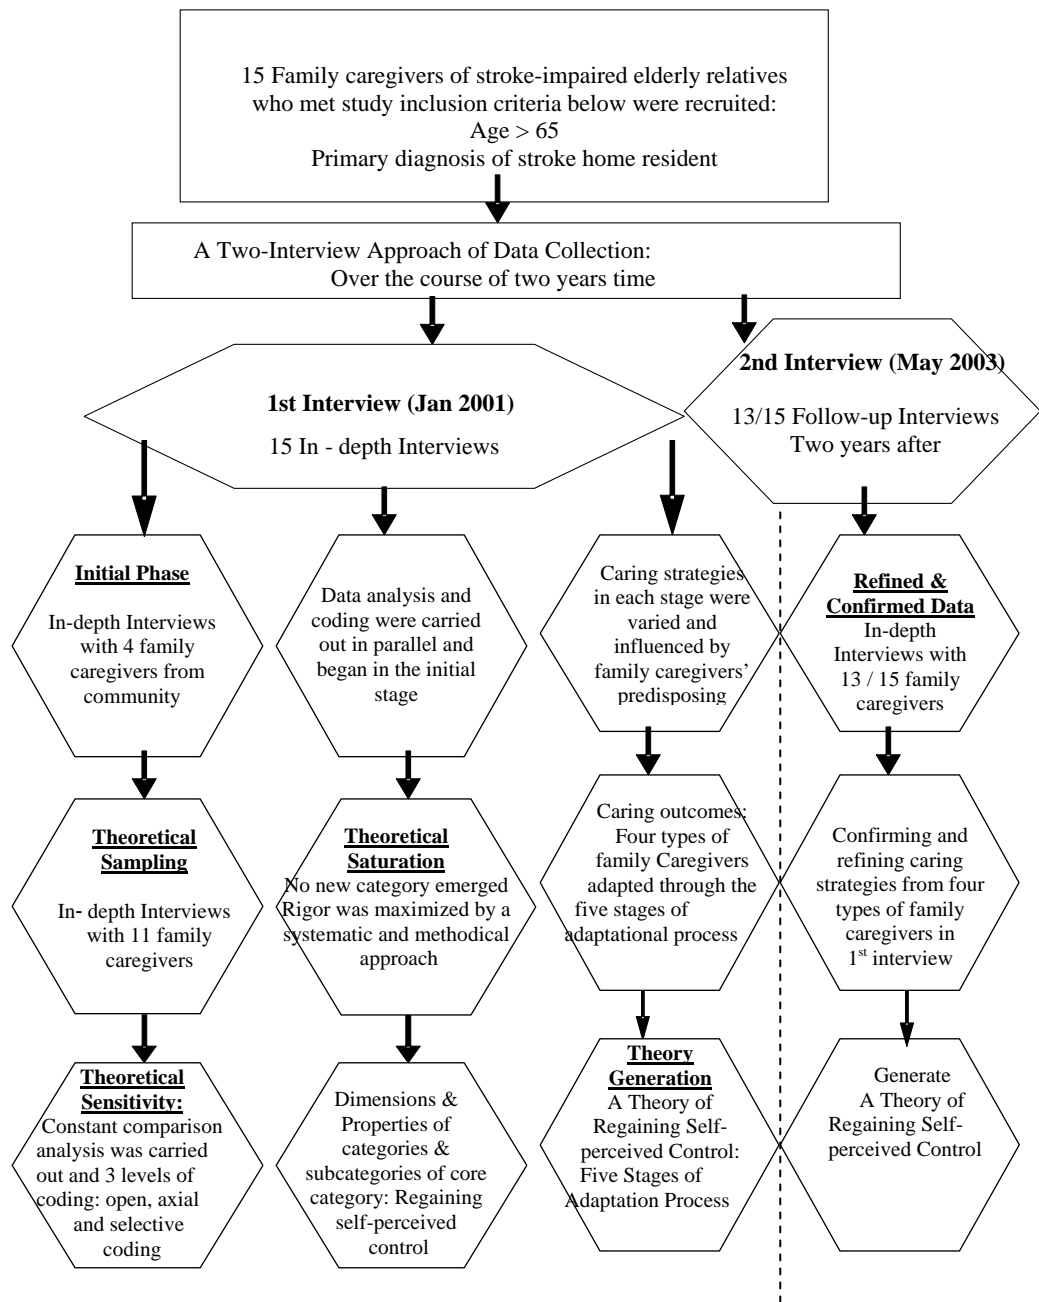 15 Family caregivers of stroke-impaired elderly relatives
who met study inclusion criteria below were recruited:
Age > 65
Primary diagnosis of stroke home resident
A Two-Interview Approach of Data Collection:
Over the course of two years time
1st Interview (Jan 2001)
15 In - depth Interviews
2nd Interview (May 2003)
13/15 Follow-up Interviews
Two years after
Initial Phase
In-depth Interviews
with 4 family
caregivers from
community
Data analysis and
coding were carried
out in parallel and
began in the initial
stage
Caring strategies
in each stage were
varied and
influenced by
family caregivers’
predisposing
Refined &
Confirmed Data
In-depth
Interviews with
13 / 15 family
caregivers
Theoretical
Sampling
In- depth Interviews
with 11 family
caregivers
Theoretical
Saturation
No new category emerged
Rigor was maximized by a
systematic and methodical
approach
Caring outcomes:
Four types of
family Caregivers
adapted through the
five stages of
adaptational process
Confirming and
refining caring
strategies from four
types of family
caregivers in
1st interview
Theoretical
Sensitivity:
Constant comparison
analysis was carried
out and 3 levels of
coding: open, axial
and selective
coding
Dimensions &
Properties of
categories &
subcategories of core
category: Regaining
self-perceived
control
Theory
Generation
A Theory of
Regaining Self-
perceived Control:
Five Stages of
Adaptation Process
Generate
A Theory of
Regaining Self-
perceived Control